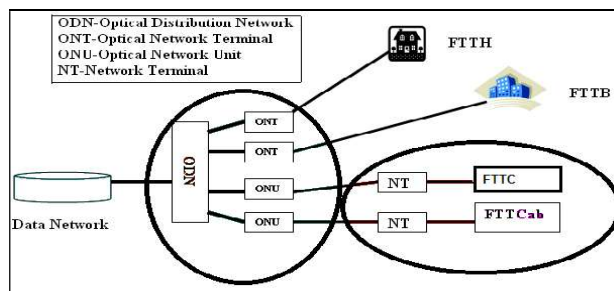 ODN-Optical Distribution Network
ONT-Optical Network Terminal
ONU-Optical Network Unit
NT-Network Terminal
FTTH
FTTB
ONT
ONT
ODN
ONU
ONU
NT
FTTC
NT
FTTCab
Data Network